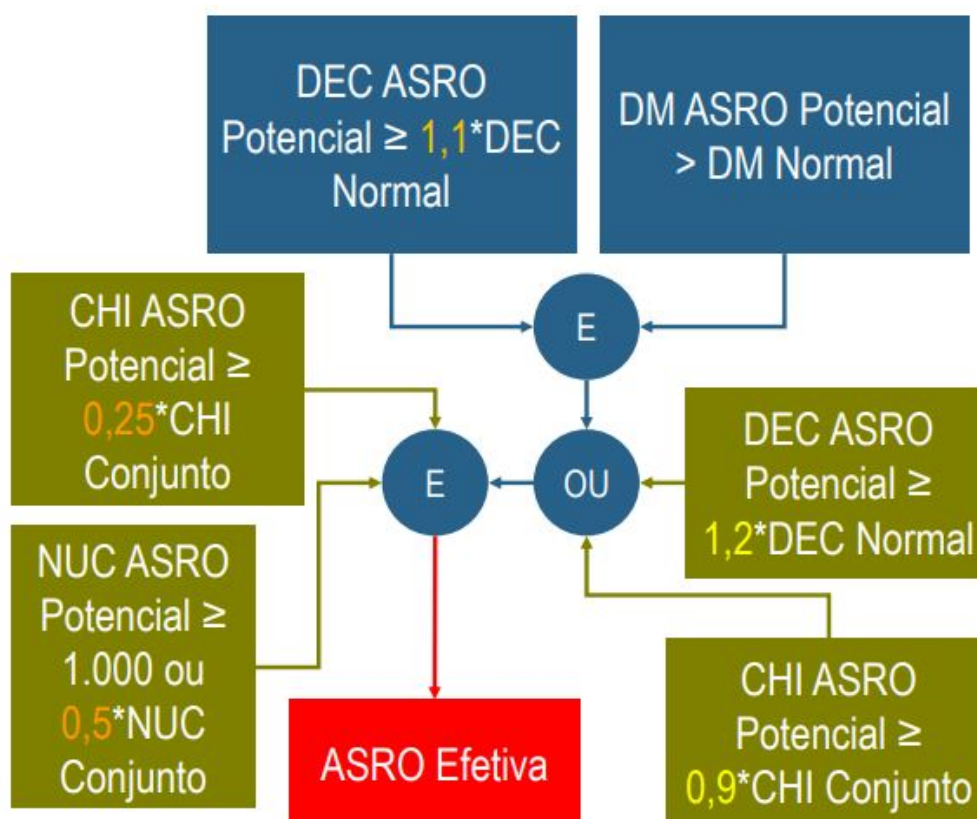 DEC ASRO
Potencial ≥ 1,1*DEC
Normal
DM ASRO Potencial
> DM Normal
E
CHI ASRO
Potencial ≥
0,25*CHI
Conjunto
E
OU
DEC ASRO
Potencial ≥
1,2*DEC Normal
NUC ASRO
Potencial ≥
1.000 ou
0,5*NUC
Conjunto
ASRO Efetiva
CHI ASRO
Potencial ≥
0,9*CHI Conjunto